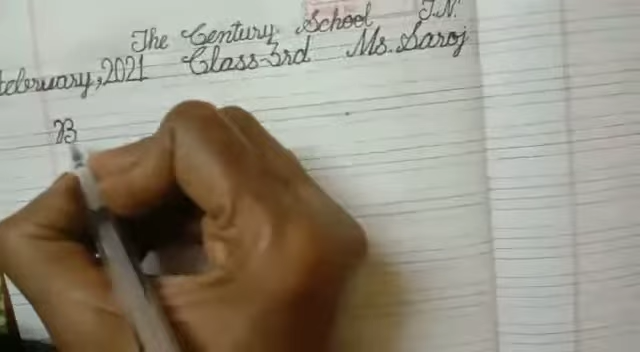 The Century School J.N.
February, 2021 Class-3rd Ms. Saroj
B